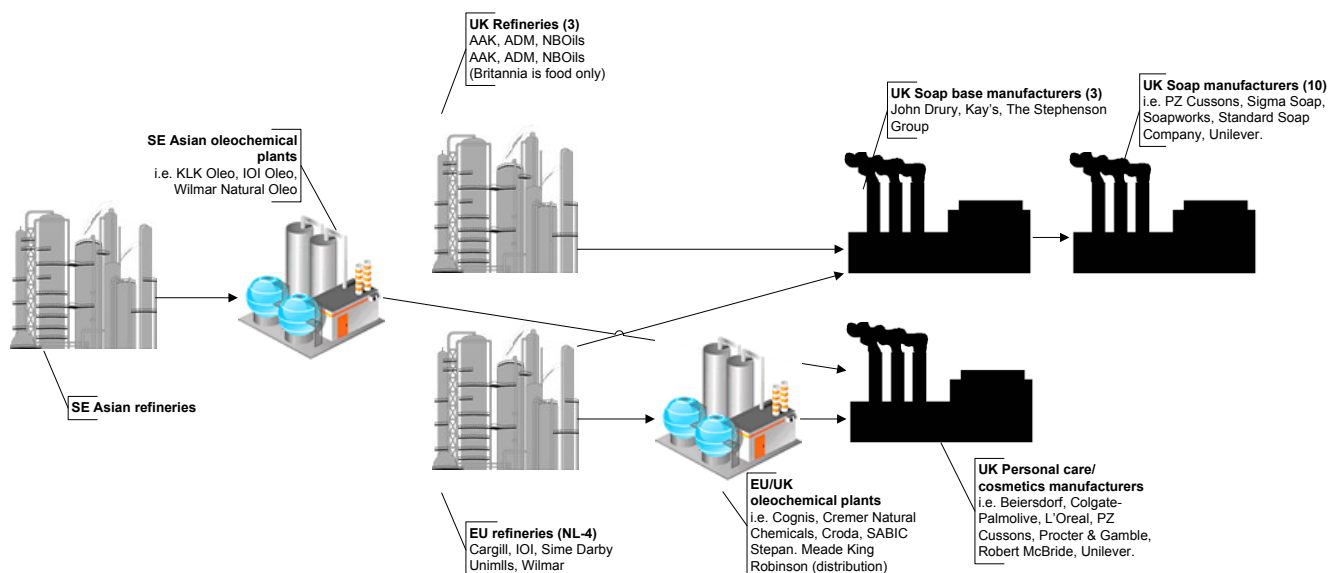 UK Refineries (3)
AAK, ADM, NBOils
AAK, ADM, NBOils
(Britannia is food only)
UK Soap base manufacturers (3)
John Drury, Kay's, The Stephenson
Group
UK Soap manufacturers (10)
i.e. PZ Cussons, Sigma Soap,
Soapworks, Standard Soap
Company, Unilever.
SE Asian oleochemical
plants
i.e. KLK Oleo, IOI Oleo,
Wilmar Natural Oleo
SE Asian refineries
EU refineries (NL-4)
Cargill, IOI, Sime Darby
Unimlls, Wilmar
EU/UK
oleochemical plants
i.e. Cognis, Cremer Natural
Chemicals, Croda, SABIC
Stepan. Meade King
Robinson (distribution)
UK Personal care/
cosmetics manufacturers
i.e. Beiersdorf, Colgate-
Palmolive, L'Oreal, PZ
Cussons, Procter & Gamble,
Robert McBride, Unilever.